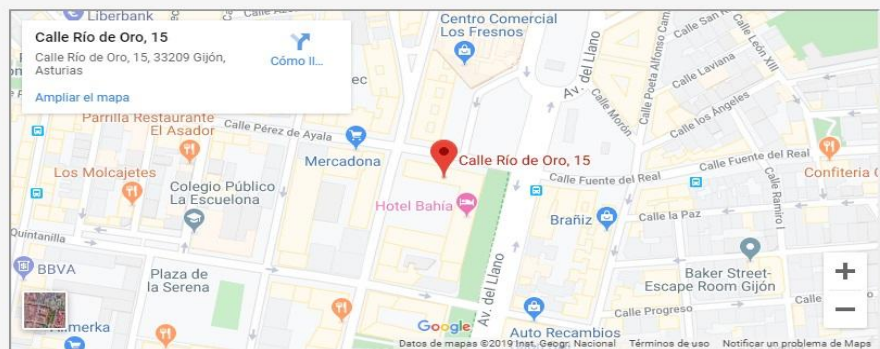 Calle Río de Oro, 15
Calle Río de Oro, 15, 33209 Gijón,
Asturias
Cómo ll...
Ampliar el mapa
Liberbank
Centro Comercial
Los Fresnos
Av. del Llano
Calle Poeta Alfonso Cam
Calle San R
Calle León XIII
Calle Laviana
Calle los Ángeles
Calle Morón
ec
Parrilla Restaurante
El Asador
Calle Pérez de Ayala
Mercadona
Calle Río de Oro, 15
Calle Fuente del Real
Calle Fuente del Real
Confitería
Los Molcajetes
Colegio Público
La Escuelona
Hotel Bahía
Brañiz
Calle la Paz
Calle Ramiro I
Quintanilla
BBVA
Plaza de
la Serena
Av. del Llano
Baker Street-
Escape Room Gijón
Calle Progreso
Alimerka
Google
Auto Recambios
Datos de mapas ©2019 Inst. Geogr. Nacional
Términos de uso
Notificar un problema de Maps